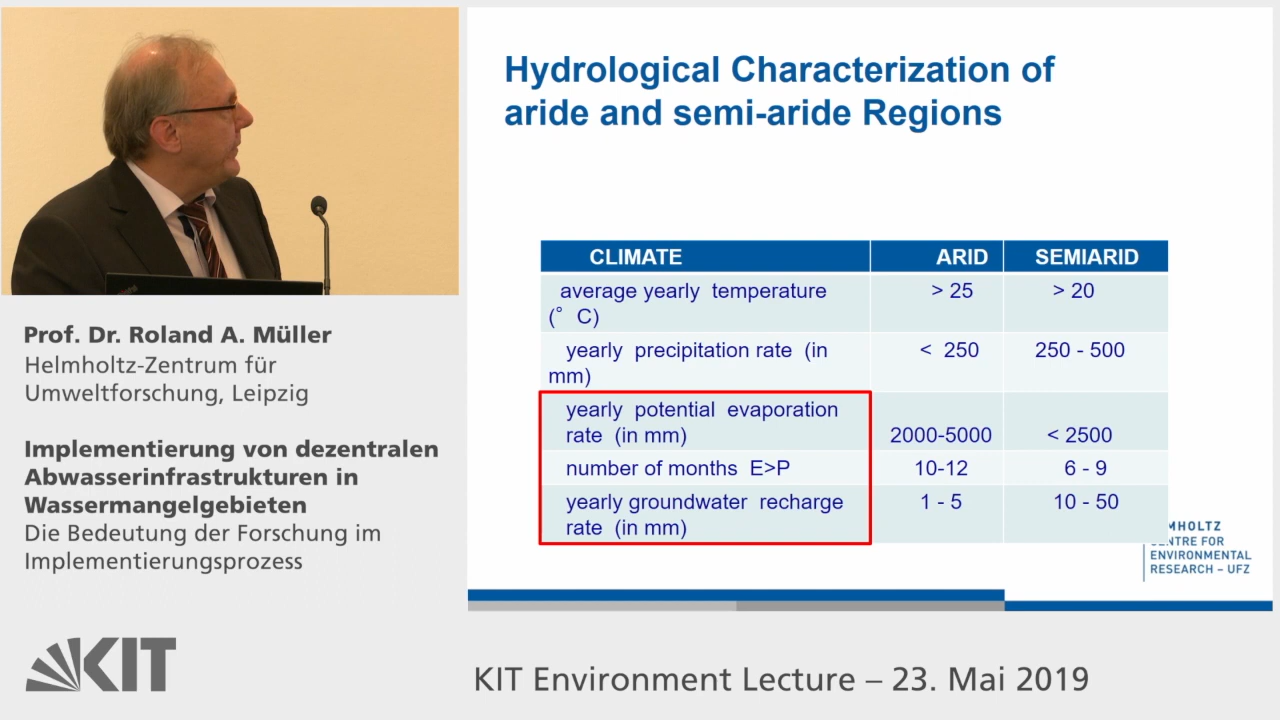 Prof. Dr. Roland A. Müller
Helmholtz-Zentrum für
Umweltforschung, Leipzig
Implementierung von dezentralen
Abwasserinfrastrukturen in
Wassermangelgebieten
Die Bedeutung der Forschung im
Implementierungsprozess
KIT
Hydrological Characterization of
aride and semi-aride Regions
CLIMATE ARID SEMIARID
average yearly temperature > 25 > 20
(° C)
yearly precipitation rate (in < 250 250 - 500
mm)
yearly potential evaporation
rate (in mm) 2000-5000 < 2500
number of months E>P 10-12 6 - 9
yearly groundwater recharge 1 - 5 10 - 50
rate (in mm)
MHOLTZ
ENTRE FOR
ENVIRONMENTAL
RESEARCH – UFZ
KIT Environment Lecture – 23. Mai 2019